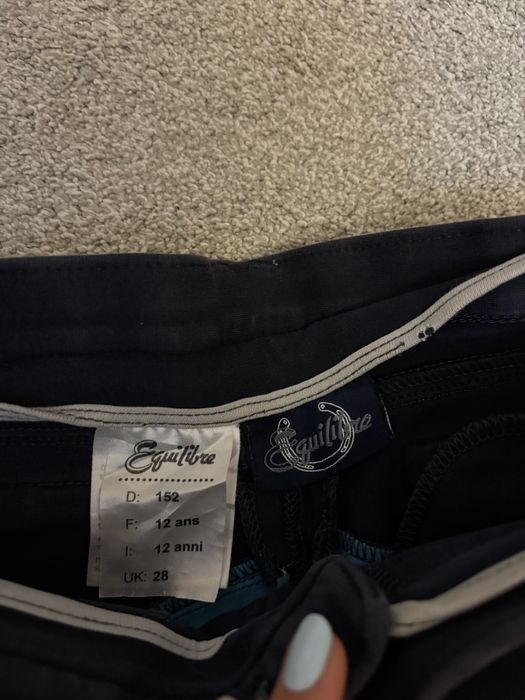 Equilibre
D: 152
F: 12 ans
I: 12 anni
UK: 28
Equilibre